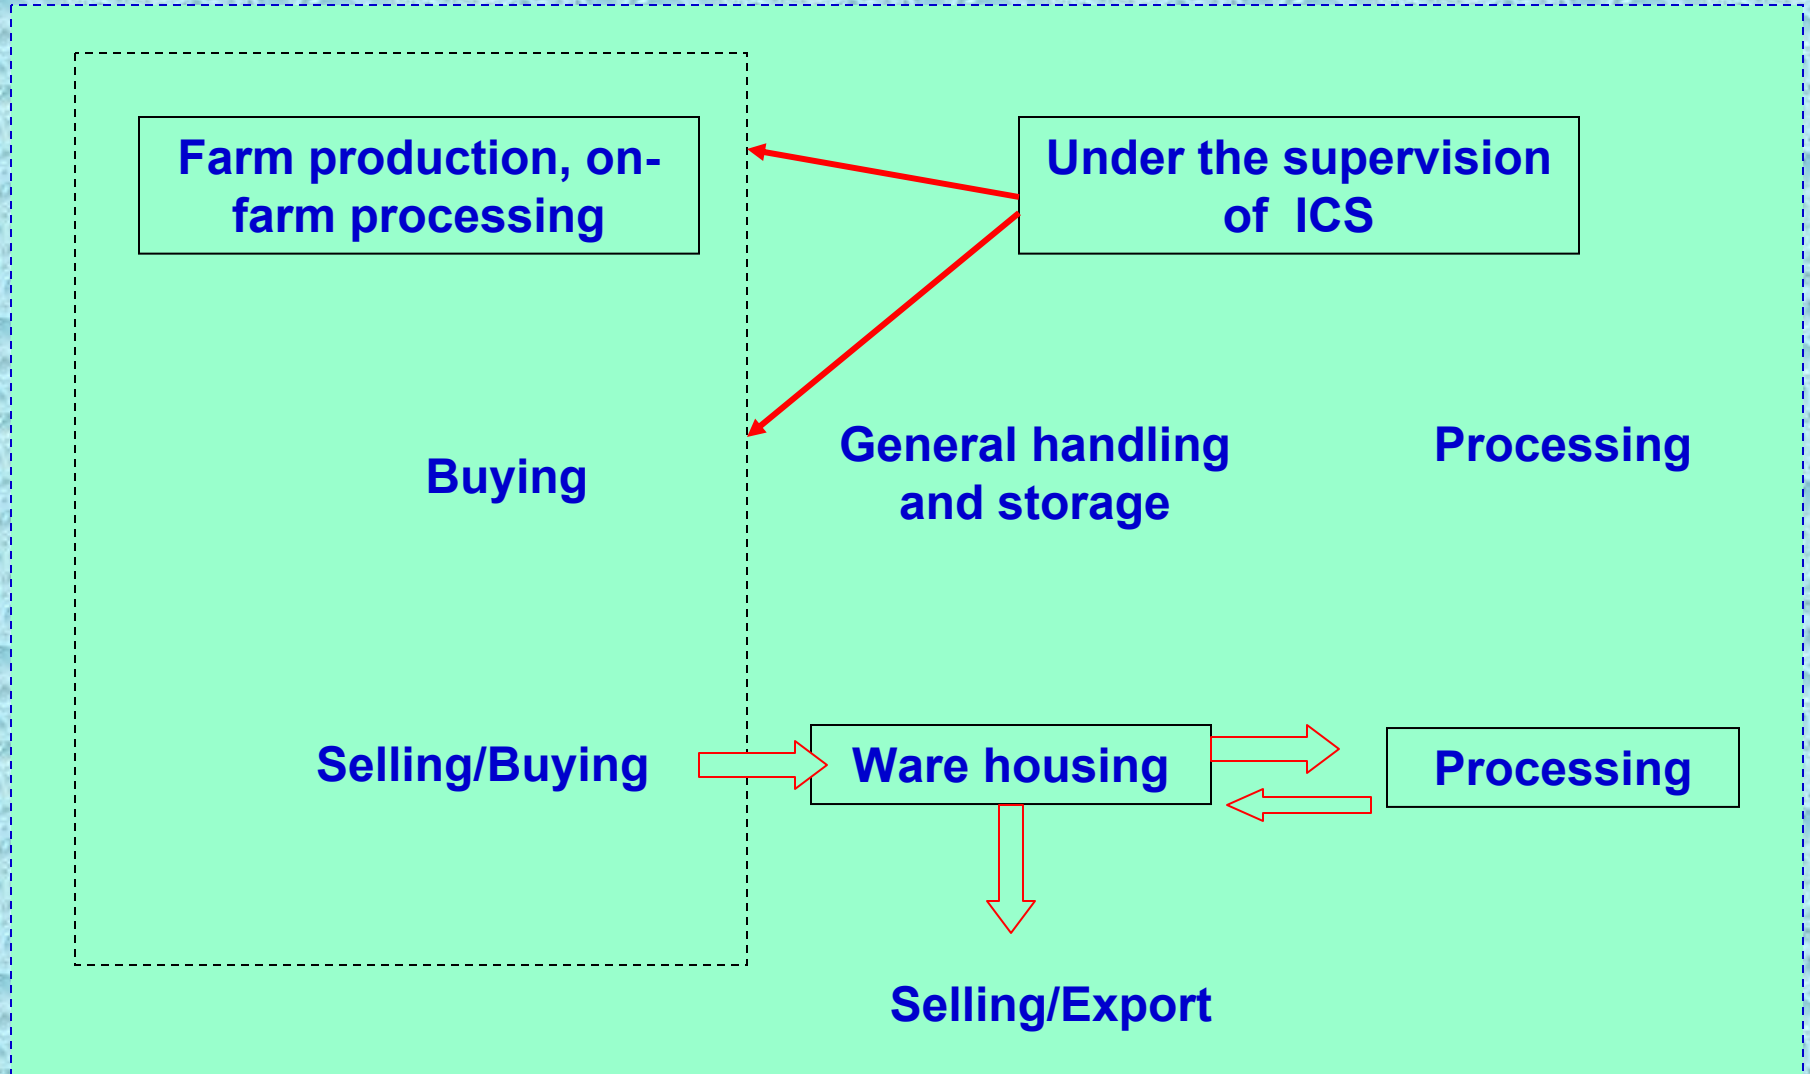 Farm production, on-
farm processing
Under the supervision
of ICS
Buying
General handling
and storage
Processing
Selling/Buying
Ware housing
Processing
Selling/Export